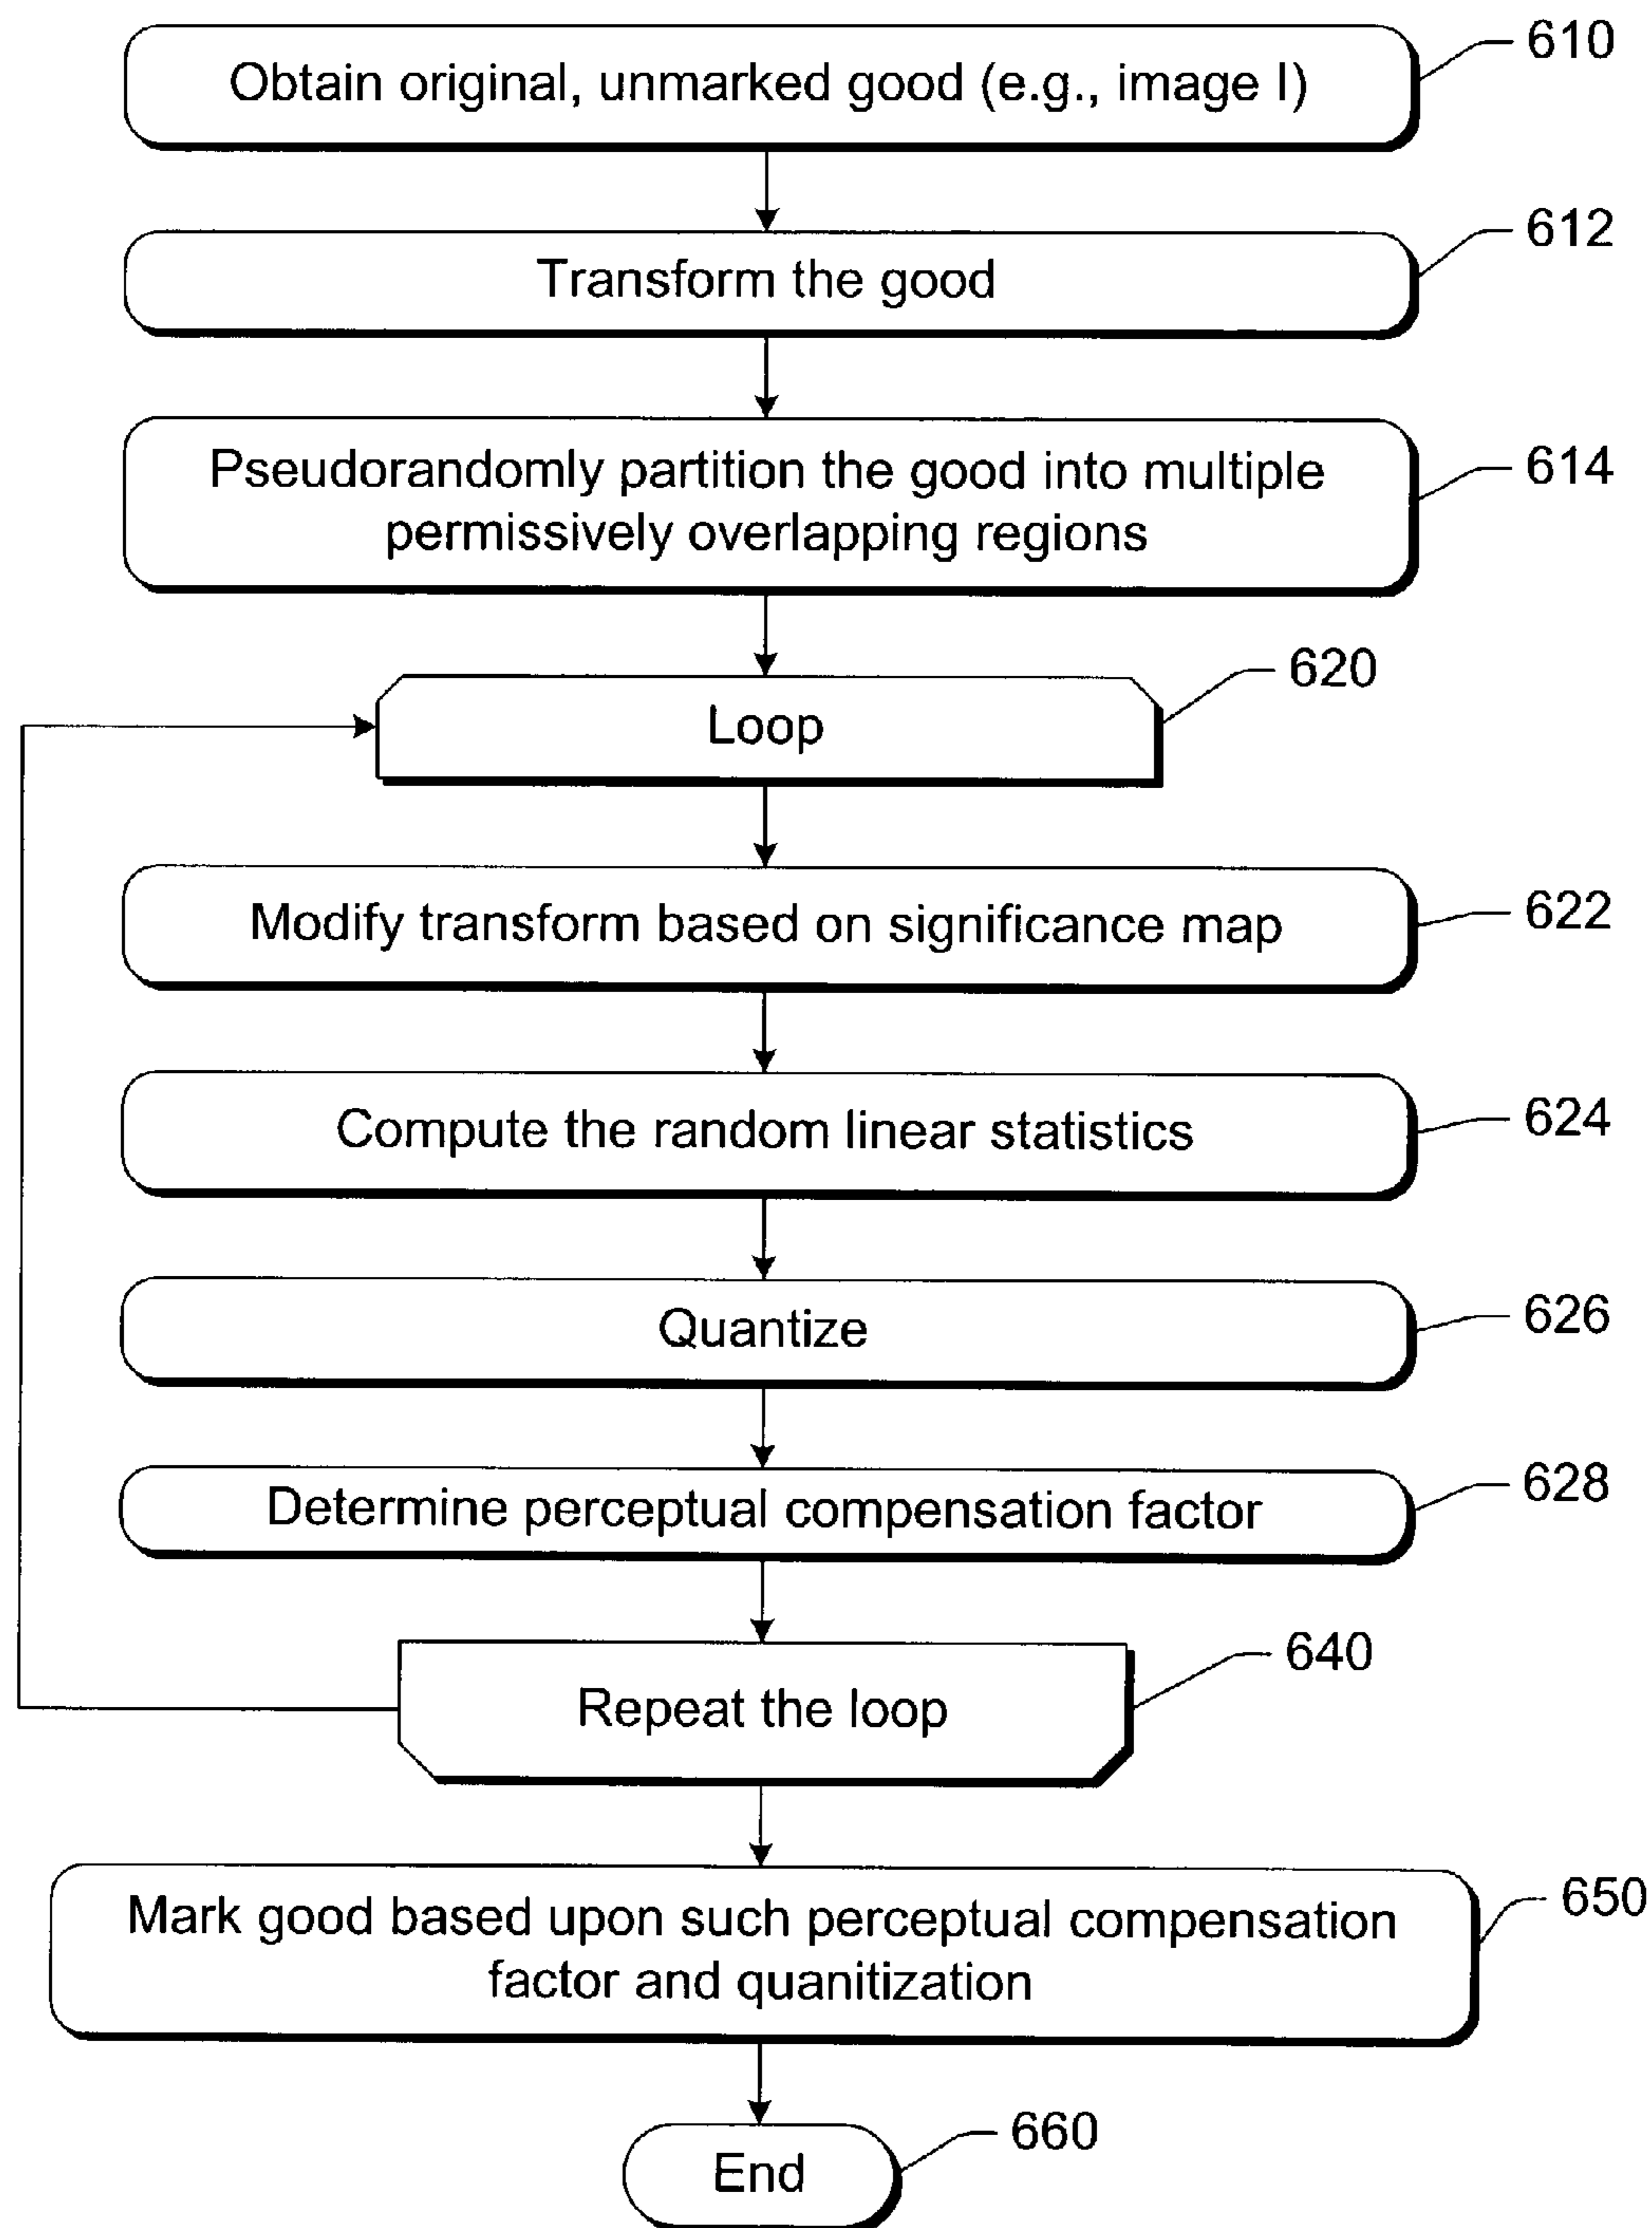 Obtain original, unmarked good (e.g., image I)
610
Transform the good
612
Pseudorandomly partition the good into multiple
permissively overlapping regions
614
Loop
620
Modify transform based on significance map
622
Compute the random linear statistics
624
Quantize
626
Determine perceptual compensation factor
628
Repeat the loop
640
Mark good based upon such perceptual compensation
factor and quanitization
650
End
660